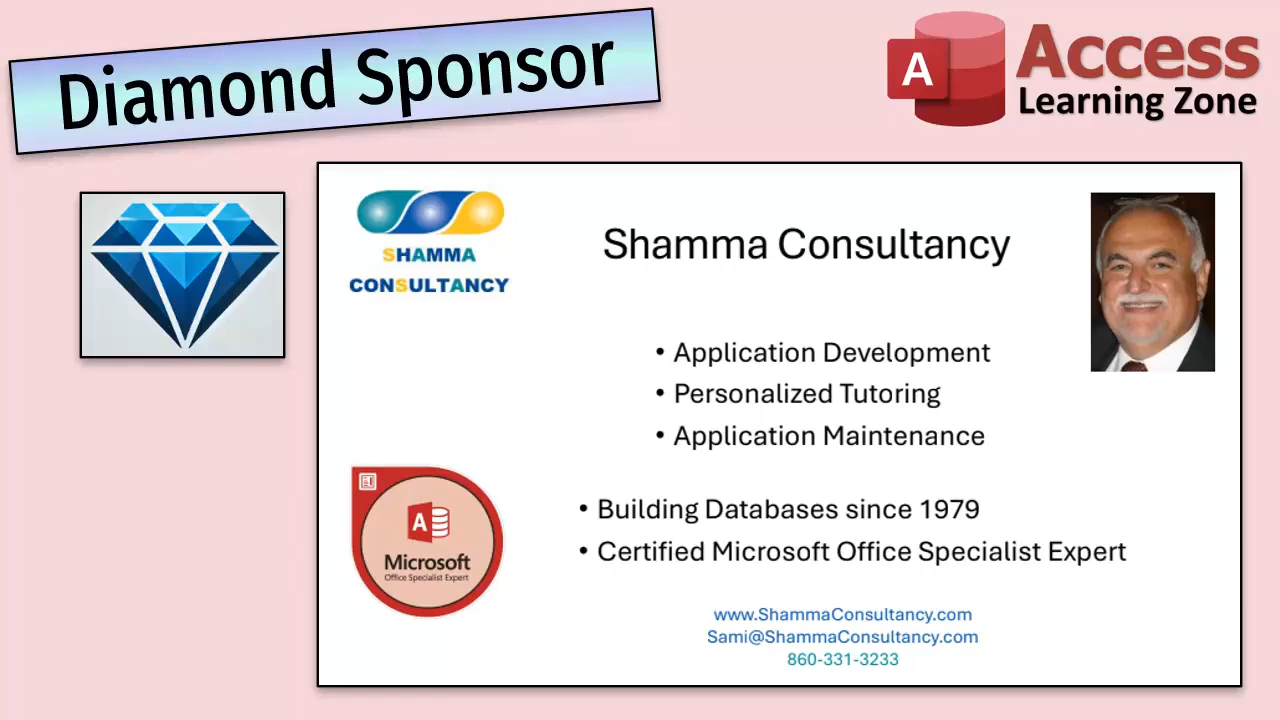 Diamond Sponsor
A Access
Learning Zone
SHAMMA
CONSULTANCY
Shamma Consultancy
• Application Development
• Personalized Tutoring
• Application Maintenance
A
Microsoft
Office Specialist Expert
• Building Databases since 1979
• Certified Microsoft Office Specialist Expert
www.ShammaConsultancy.com
Sami@ShammaConsultancy.com
860-331-3233